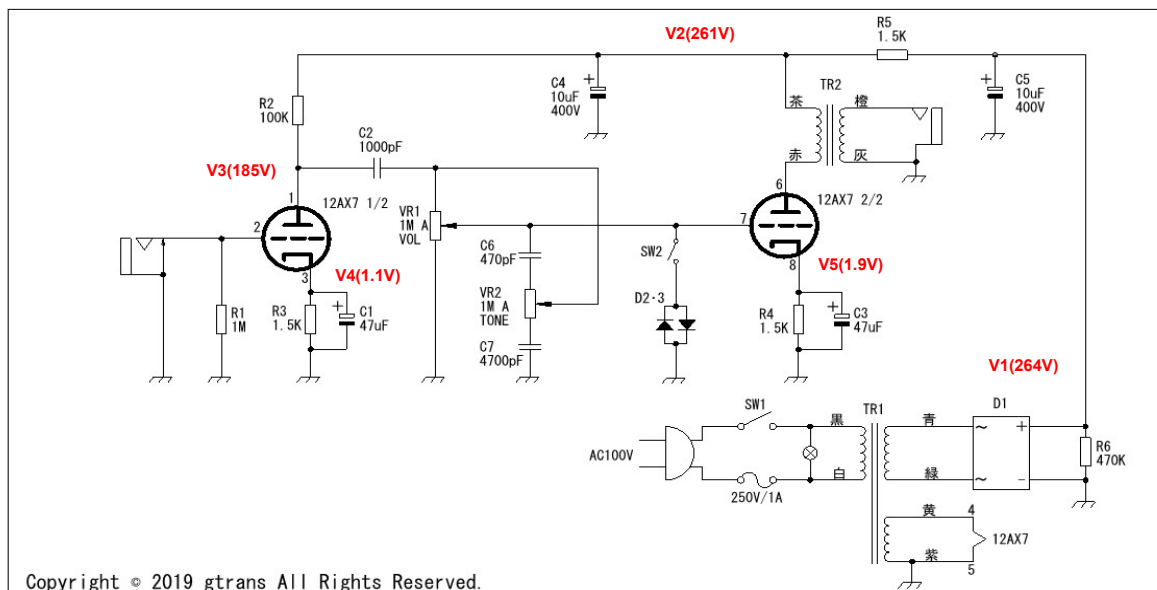 V2(261V)
R5
1.5K
C4
10uF
400V
+
TR2
茶
橙
赤
灰
C5
10uF
400V
+
R2
100K
C2
1000pF
V3(185V)
1
12AX7 1/2
2
3
V4(1.1V)
VR1
1M A
VOL
C6
470pF
VR2
1M A
TONE
C7
4700pF
SW2
D2·3
6
12AX7 2/2
7
8
V5(1.9V)
R1
1M
R3
1.5K
+
C1
47uF
R4
1.5K
+
C3
47uF
V1(264V)
AC100V
SW1
250V/1A
黒
白
TR1
青
緑
D1
~
~
+
-
R6
470K
黄
4
紫
5
12AX7
Copyright © 2019 gtrans All Rights Reserved.